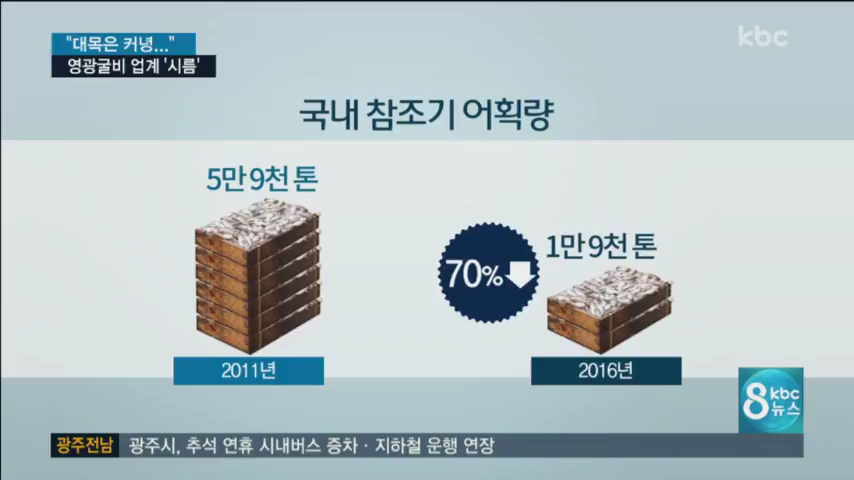 "대목은 커녕..."
영광굴비 업계 '시름'
kbc
국내 참조기 어획량
5만 9천 톤
70%
1만 9천 톤
2011년
2016년
8 kbc
뉴스
광주전남 광주시, 추석 연휴 시내버스 증차· 지하철 운행 연장